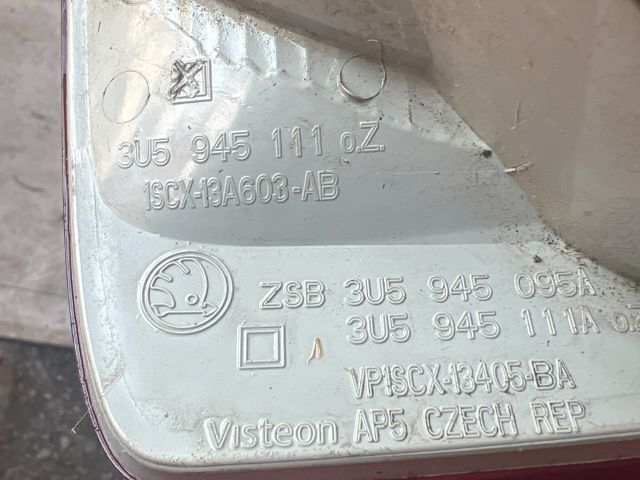 3U5 945 111 o.Z.
1SCX-13A603-AB
ZSB 3U5 945 095A
3U5 945 111A o.Z
VP1SCX-13405-BA
Visteon AP5 CZECH REP